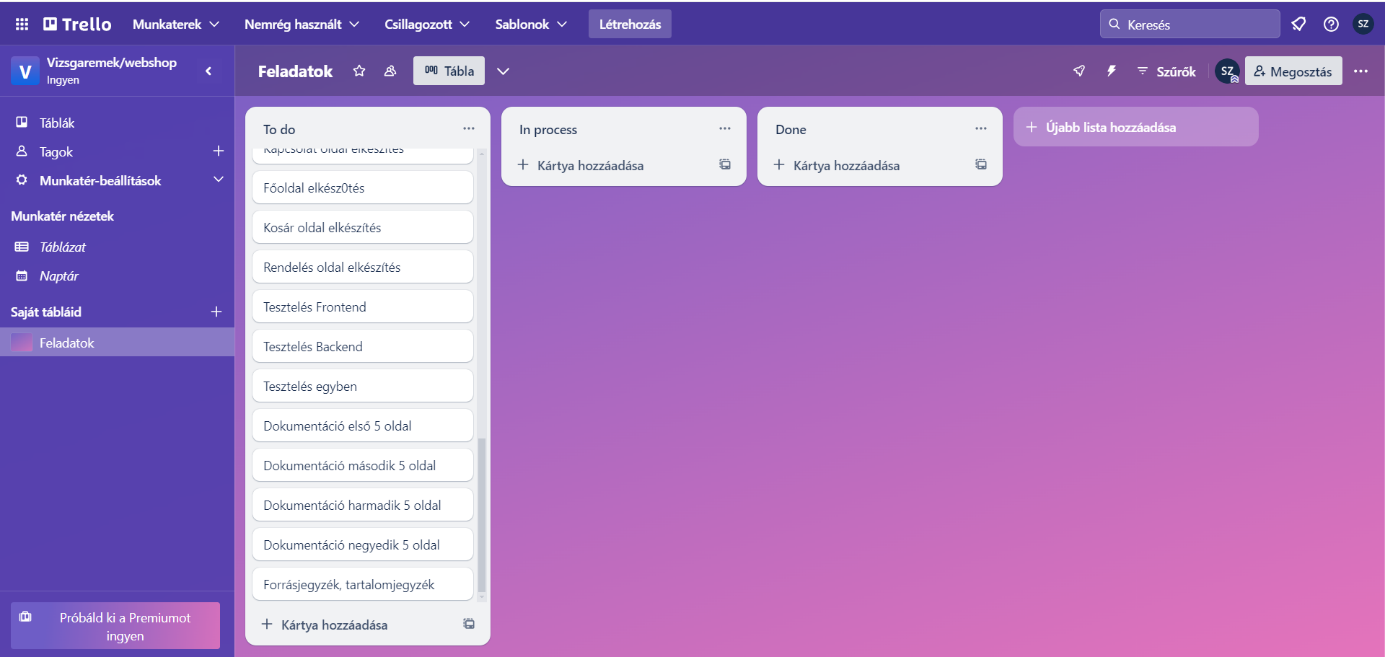 Trello
Munkaterek
Nemrég használt
Csillagozott
Sablonok
Létrehozás
Keresés
SZ
V
Vizsgaremek/webshop
Ingyen
Feladatok
Tábla
Szűrők
SZ
Megosztás
Táblák
Tagok
Munkatér-beállítások
Munkatér nézetek
Táblázat
Naptár
Saját tábláid
Feladatok
Próbáld ki a Premiumot
ingyen
To do
Kapcsolat oldal elkészítés
Főoldal elkész0tés
Kosár oldal elkészítés
Rendelés oldal elkészítés
Tesztelés Frontend
Tesztelés Backend
Tesztelés egyben
Dokumentáció első 5 oldal
Dokumentáció második 5 oldal
Dokumentáció harmadik 5 oldal
Dokumentáció negyedik 5 oldal
Forrásjegyzék, tartalomjegyzék
Kártya hozzáadása
In process
Kártya hozzáadása
Done
Kártya hozzáadása
Újabb lista hozzáadása